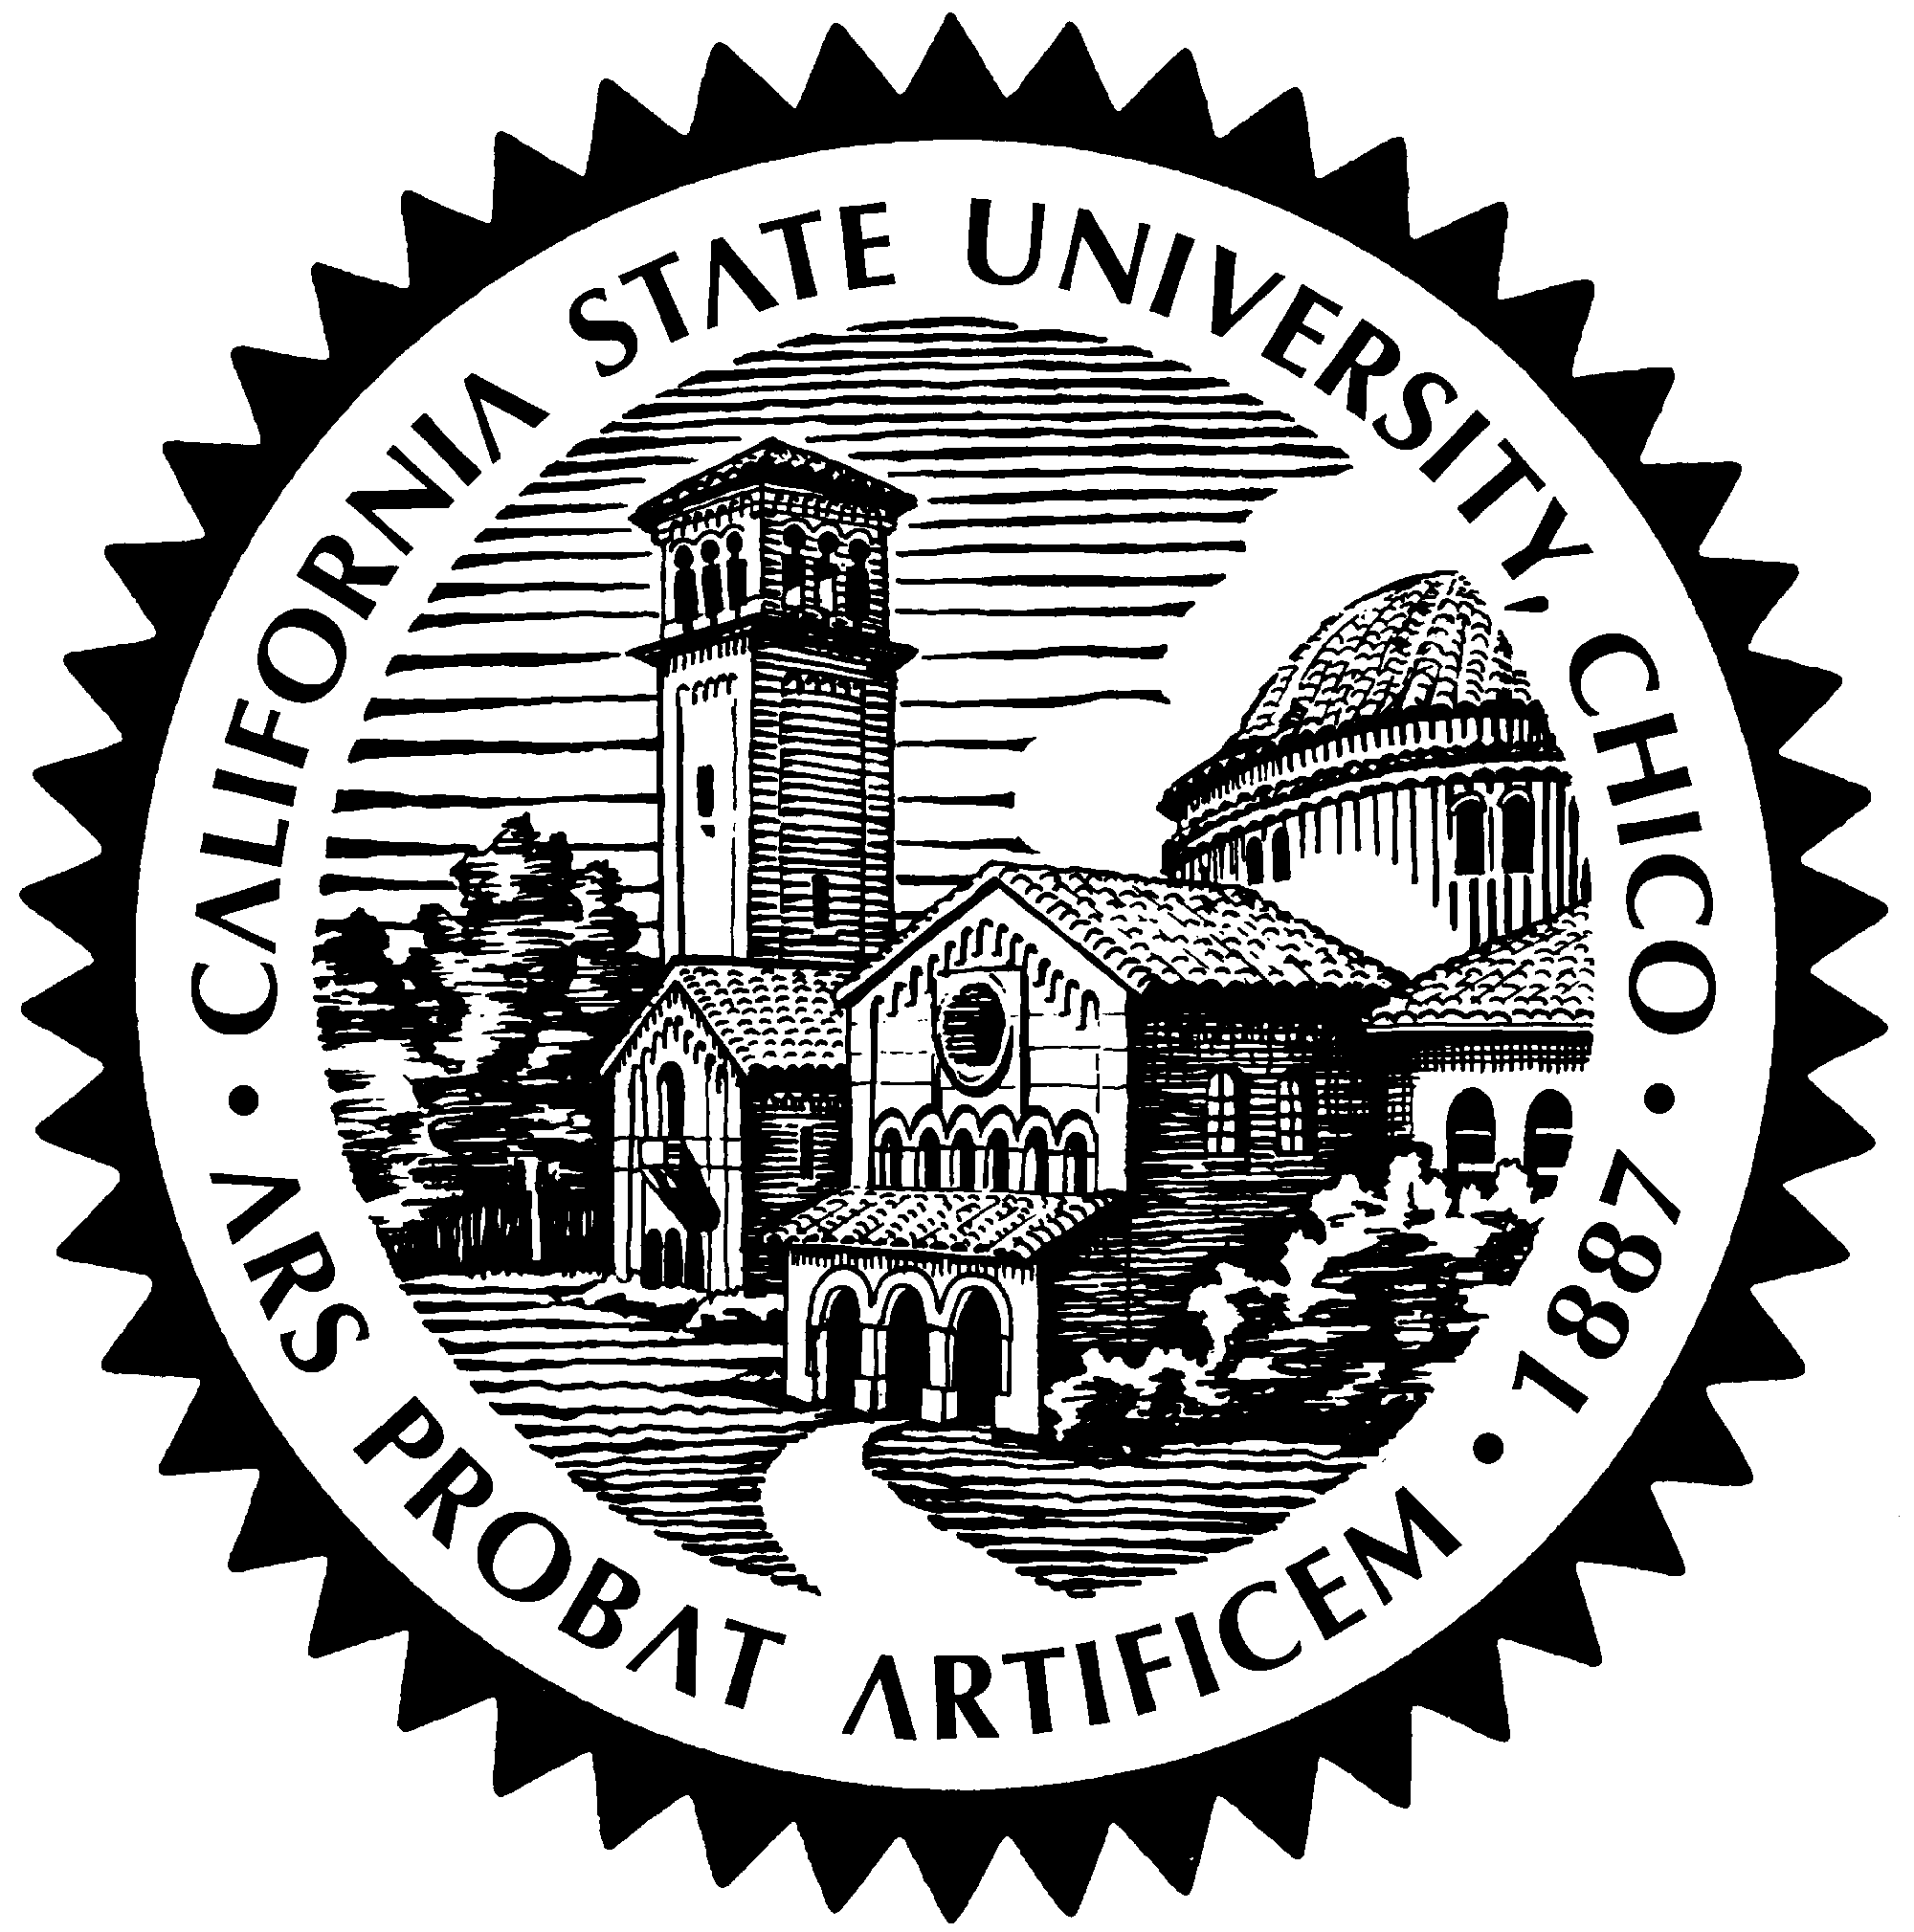 CALIFORNIA STATE UNIVERSITY, CHICO
· 1887 ·
ARS PROBAT ARTIFICEM ·